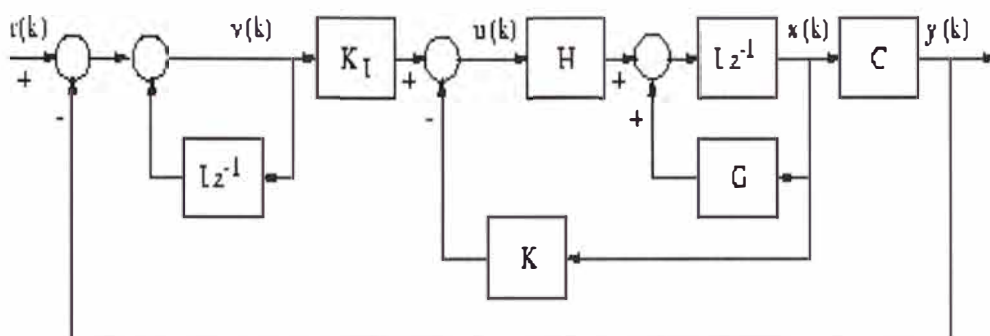 r(k) v(k) u(k) x(k) y(k)
K_I H I z^-1 C
+ + + 
- - +
I z^-1 G
K